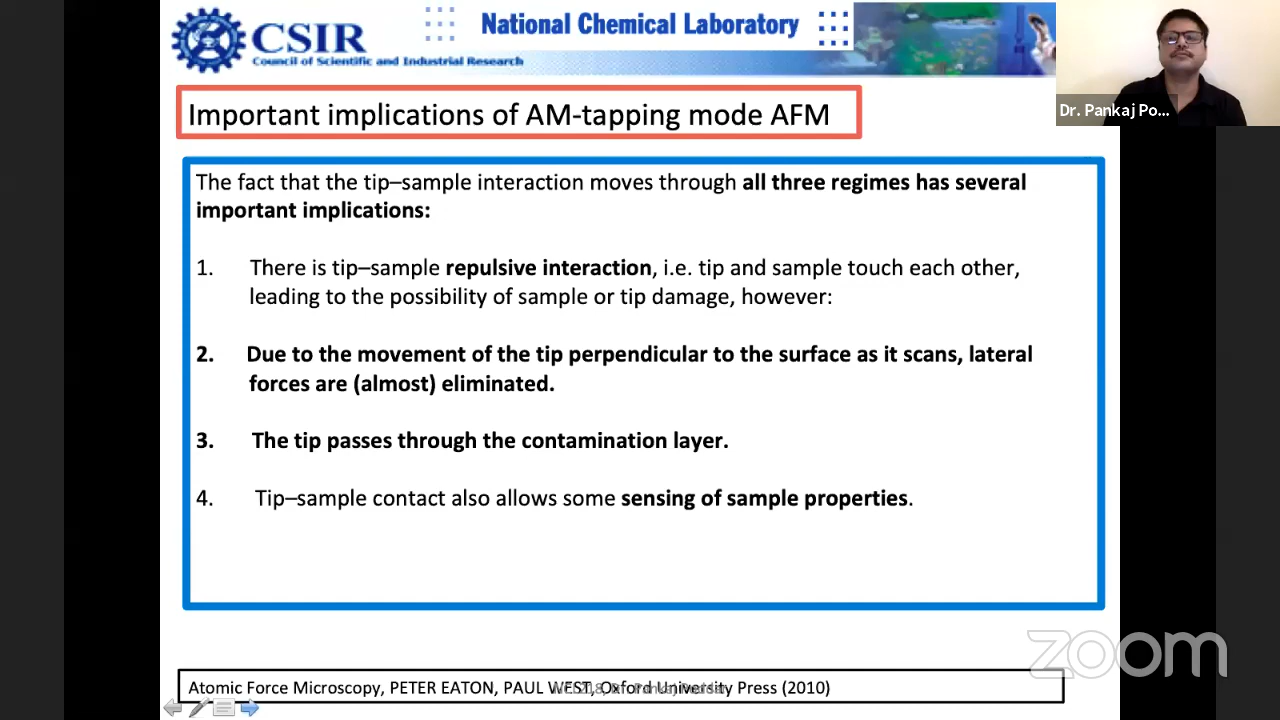 CSIR
Council of Scientific and Industrial Research
National Chemical Laboratory
Dr. Pankaj Po...
Important implications of AM-tapping mode AFM
The fact that the tip–sample interaction moves through all three regimes has several
important implications:
1. There is tip–sample repulsive interaction, i.e. tip and sample touch each other,
leading to the possibility of sample or tip damage, however:
2. Due to the movement of the tip perpendicular to the surface as it scans, lateral
forces are (almost) eliminated.
3. The tip passes through the contamination layer.
4. Tip–sample contact also allows some sensing of sample properties.
zoom
Atomic Force Microscopy, PETER EATON, PAUL WEST, Oxford University Press (2010)